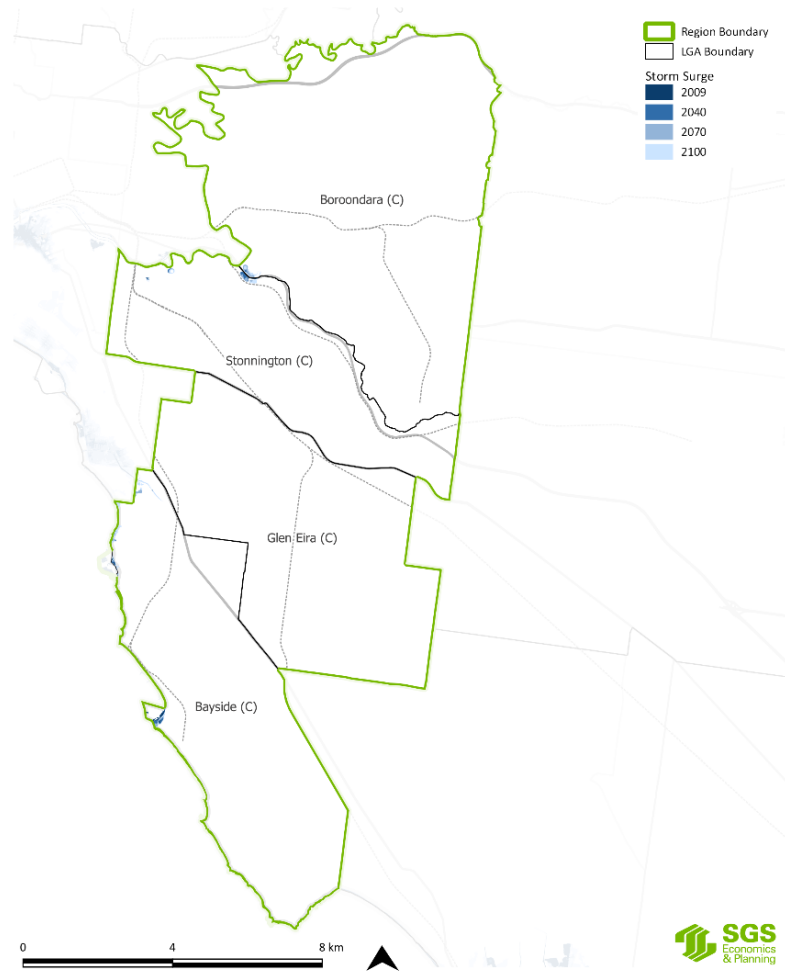 Region Boundary
LGA Boundary
Storm Surge
2009
2040
2070
2100
Boroondara (C)
Stonnington (C)
Glen Eira (C)
Bayside (C)
0 4 8 km
SGS
Economics
& Planning